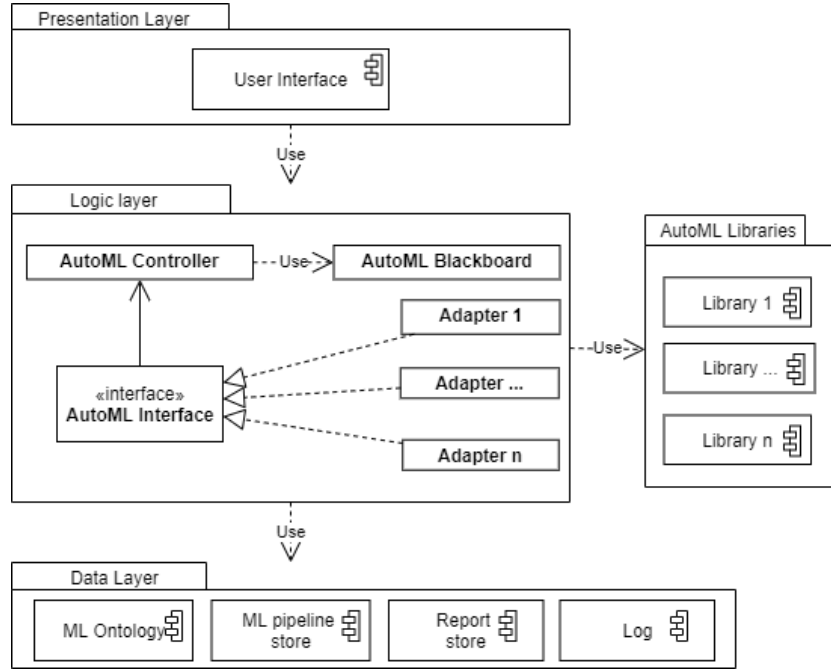 Presentation Layer
User Interface
Use
Logic layer
AutoML Controller
Use
AutoML Blackboard
Adapter 1
«interface»
AutoML Interface
Adapter ...
Adapter n
Use
AutoML Libraries
Library 1
Library ...
Library n
Use
Data Layer
ML Ontology
ML pipeline
store
Report
store
Log